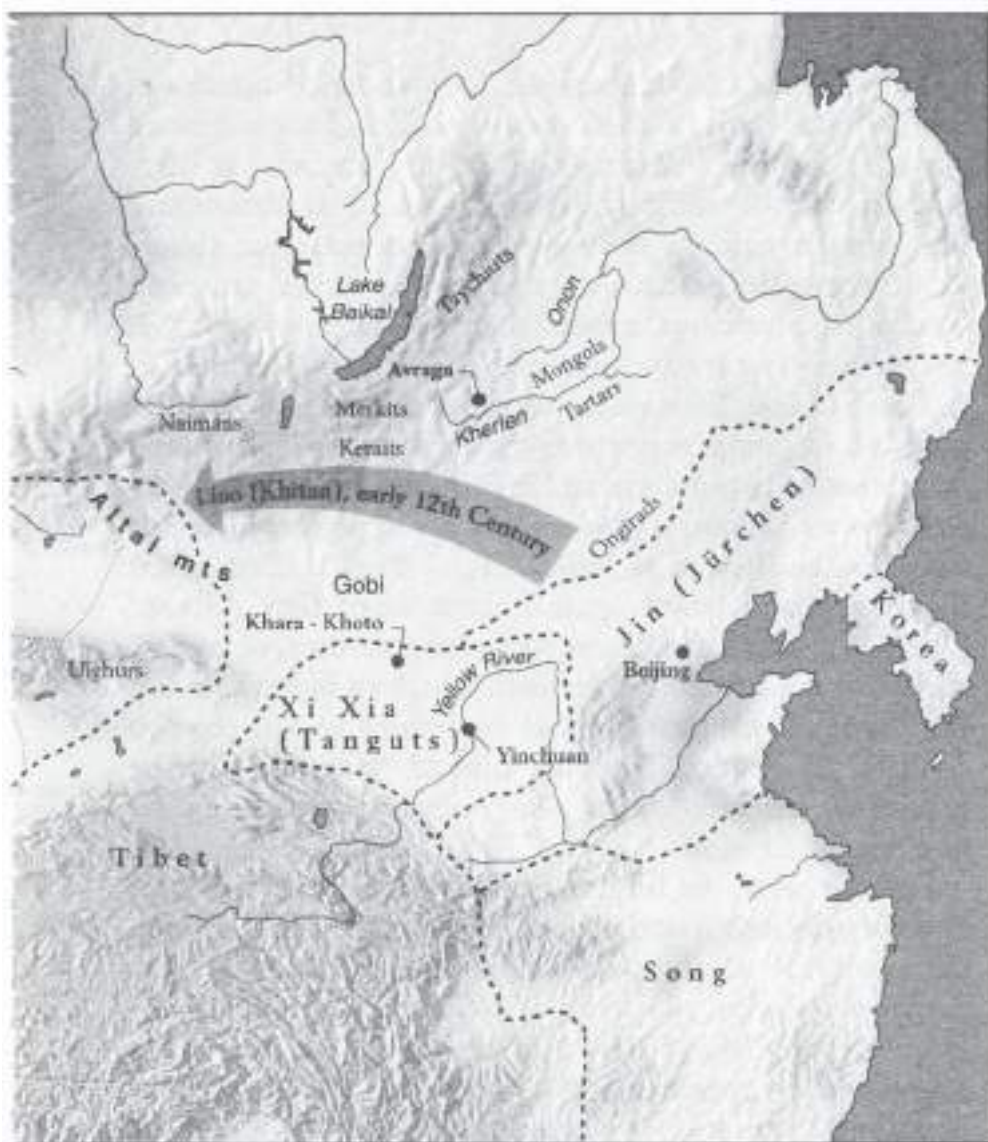 Lake
Baikal
Taychiuts
Onon
Mongols
Avraga
Kherlen
Tartars
Naimans
Merkits
Keraits
Liao (Khitan), early 12th Century
Altai mts
Ongirads
Gobi
Khara - Khoto
Jin (Jürchen)
Korea
Beijing
Uighurs
Yellow River
Xi Xia
(Tanguts)
Yinchuan
Tibet
Song